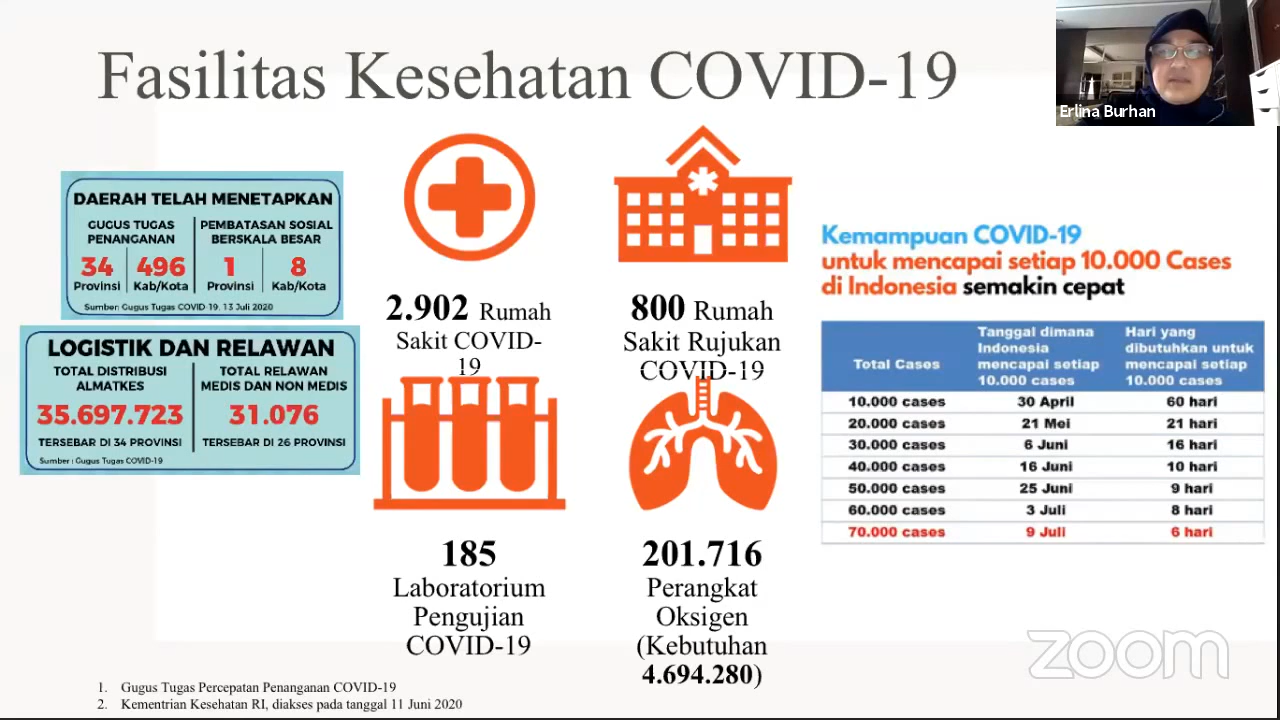 Fasilitas Kesehatan COVID-19
Erlina Burhan
DAERAH TELAH MENETAPKAN
GUGUS TUGAS
PENANGANAN
34
Provinsi
496
Kab/Kota
PEMBATASAN SOSIAL
BERSKALA BESAR
1
Provinsi
8
Kab/Kota
Sumber: Gugus Tugas COVID-19, 13 Juli 2020
LOGISTIK DAN RELAWAN
TOTAL DISTRIBUSI
ALMATKES
35.697.723
TERSEBAR DI 34 PROVINSI
TOTAL RELAWAN
MEDIS DAN NON MEDIS
31.076
TERSEBAR DI 26 PROVINSI
Sumber : Gugus Tugas COVID-19
2.902 Rumah
Sakit COVID-
19
800 Rumah
Sakit Rujukan
COVID-19
185
Laboratorium
Pengujian
COVID-19
201.716
Perangkat
Oksigen
(Kebutuhan
4.694.280)
Kemampuan COVID-19
untuk mencapai setiap 10.000 Cases
di Indonesia semakin cepat
Total Cases
Tanggal dimana
Indonesia
mencapai setiap
10.000 cases
Hari yang
dibutuhkan untuk
mencapai setiap
10.000 cases
10.000 cases 30 April 60 hari
20.000 cases 21 Mei 21 hari
30.000 cases 6 Juni 16 hari
40.000 cases 16 Juni 10 hari
50.000 cases 25 Juni 9 hari
60.000 cases 3 Juli 8 hari
70.000 cases 9 Juli 6 hari
1. Gugus Tugas Percepatan Penanganan COVID-19
2. Kementrian Kesehatan RI, diakses pada tanggal 11 Juni 2020
zoom